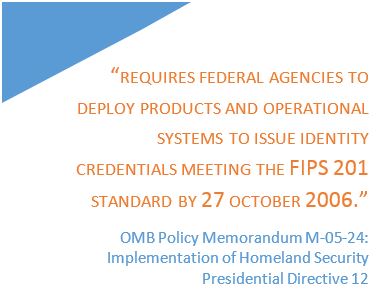 “REQUIRES FEDERAL AGENCIES TO
DEPLOY PRODUCTS AND OPERATIONAL
SYSTEMS TO ISSUE IDENTITY
CREDENTIALS MEETING THE FIPS 201
STANDARD BY 27 OCTOBER 2006.”
OMB Policy Memorandum M-05-24:
Implementation of Homeland Security
Presidential Directive 12